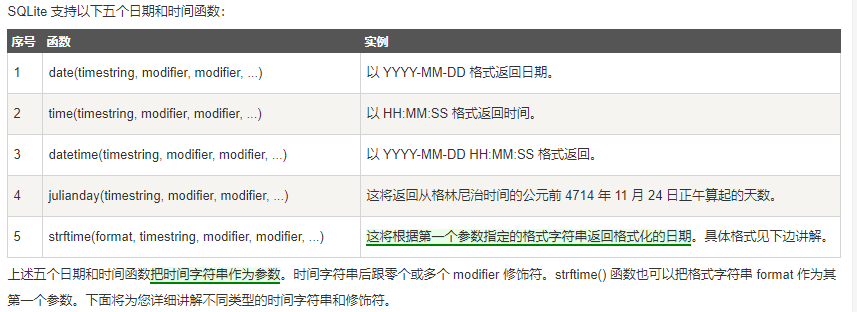 SQLite 支持以下五个日期和时间函数：
序号 函数 实例
1 date(timestring, modifier, modifier, ...) 以 YYYY-MM-DD 格式返回日期。
2 time(timestring, modifier, modifier, ...) 以 HH:MM:SS 格式返回时间。
3 datetime(timestring, modifier, modifier, ...) 以 YYYY-MM-DD HH:MM:SS 格式返回。
4 julianday(timestring, modifier, modifier, ...) 这将返回从格林尼治时间的公元前 4714 年 11 月 24 日正午算起的天数。
5 strftime(format, timestring, modifier, modifier, ...) 这将根据第一个参数指定的格式字符串返回格式化的日期。具体格式见下边讲解。
上述五个日期和时间函数把时间字符串作为参数。时间字符串后跟零个或多个 modifier 修饰符。strftime() 函数也可以把格式字符串 format 作为其
第一个参数。下面将为您详细讲解不同类型的时间字符串和修饰符。